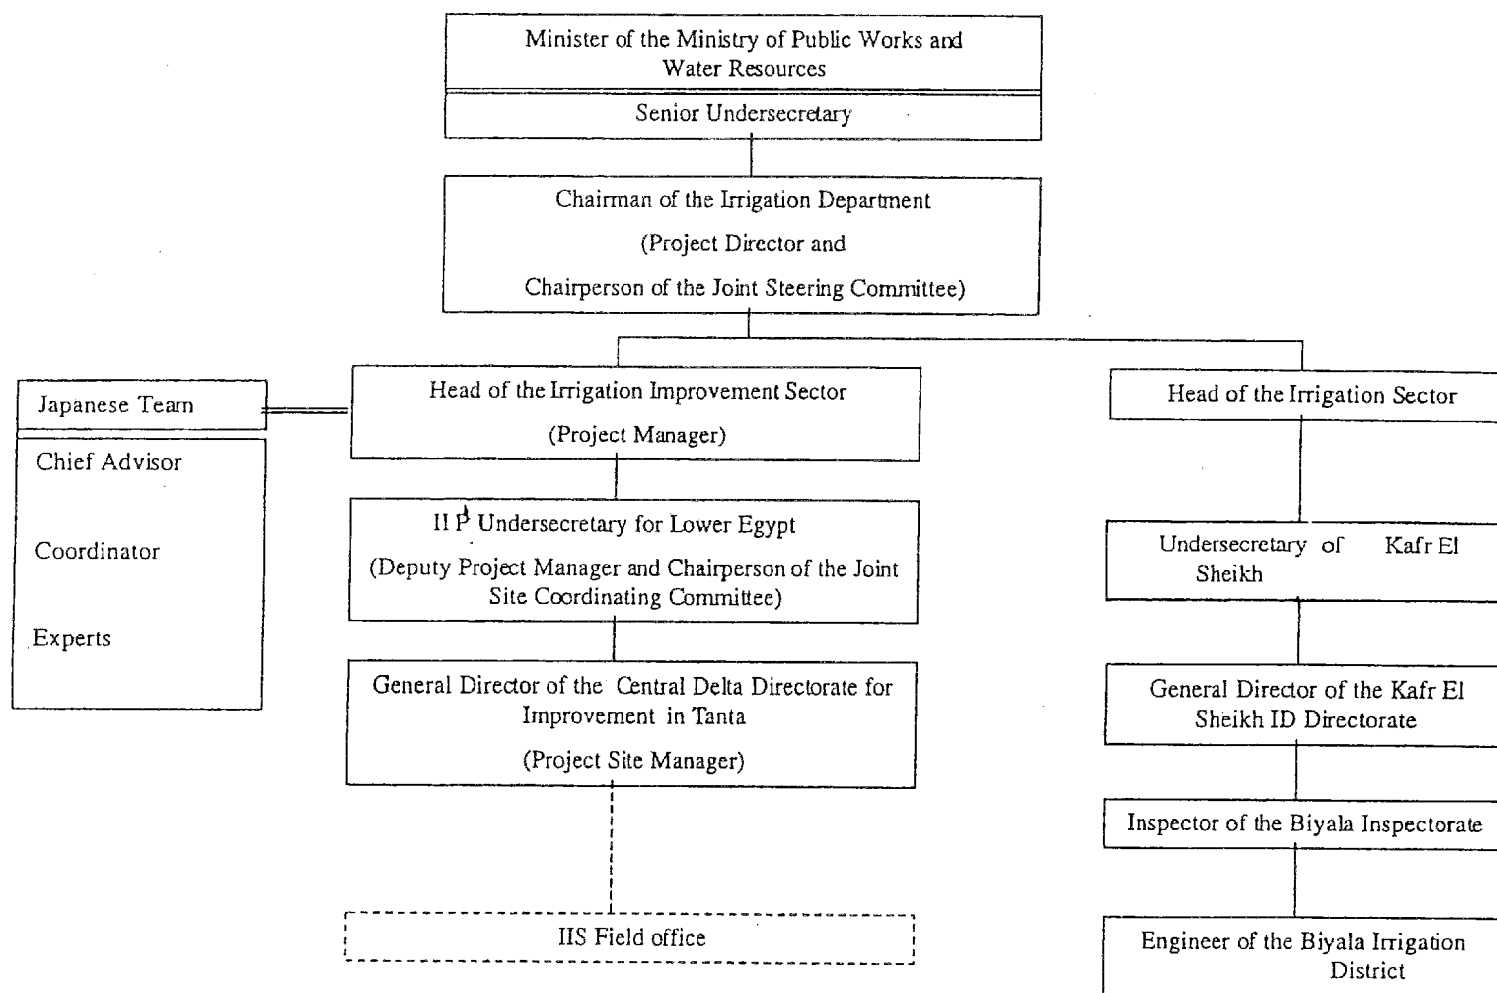 Minister of the Ministry of Public Works and
Water Resources
Senior Undersecretary
Chairman of the Irrigation Department
(Project Director and
Chairperson of the Joint Steering Committee)
Japanese Team
Chief Advisor
Coordinator
Experts
Head of the Irrigation Improvement Sector
(Project Manager)
IIP Undersecretary for Lower Egypt
(Deputy Project Manager and Chairperson of the Joint
Site Coordinating Committee)
General Director of the Central Delta Directorate for
Improvement in Tanta
(Project Site Manager)
IIS Field office
Head of the Irrigation Sector
Undersecretary of Kafr El
Sheikh
General Director of the Kafr El
Sheikh ID Directorate
Inspector of the Biyala Inspectorate
Engineer of the Biyala Irrigation
District